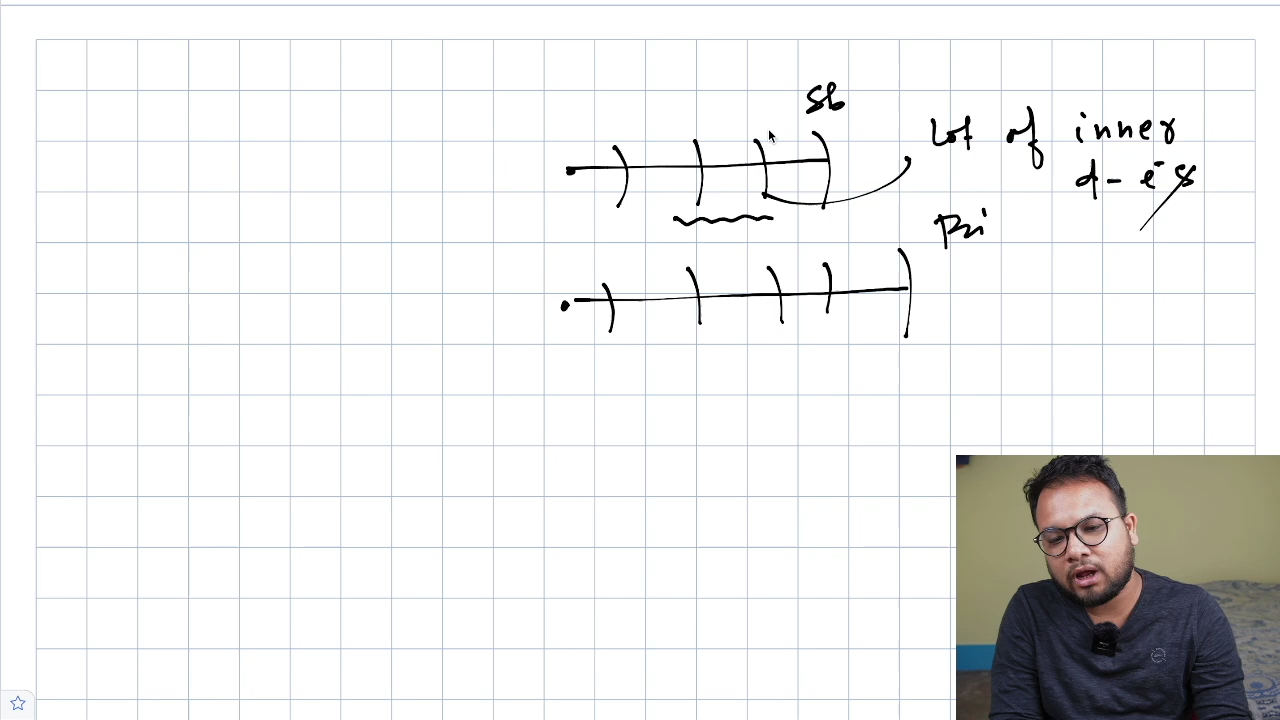 Sb
Lot of inner
d-e⁻s